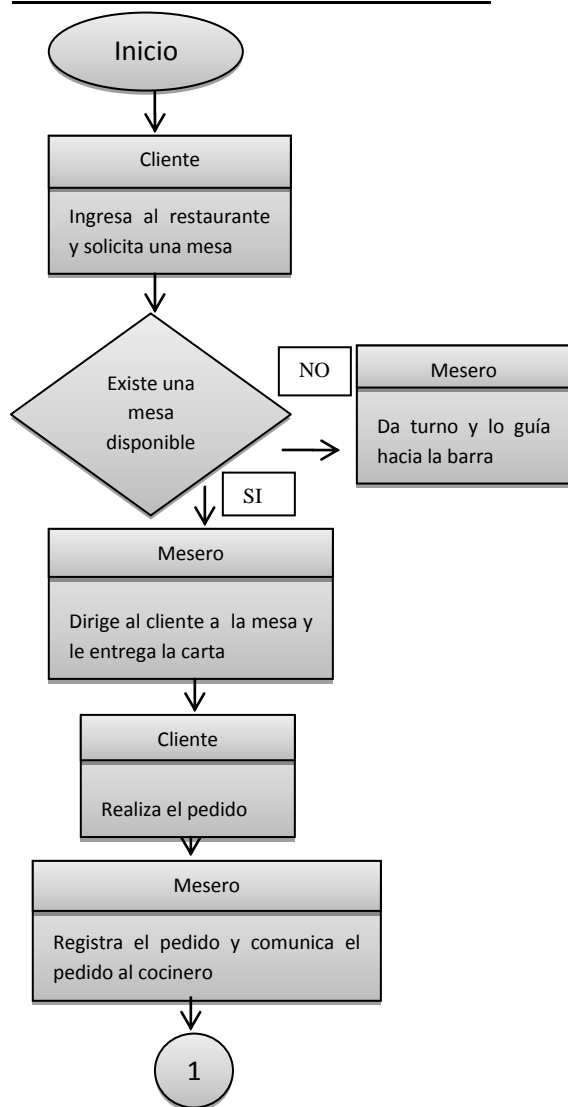 Inicio
Cliente
Ingresa al restaurante
y solicita una mesa
Existe una
mesa
disponible
NO
Mesero
Da turno y lo guía
hacia la barra
SI
Mesero
Dirige al cliente a la mesa y
le entrega la carta
Cliente
Realiza el pedido
Mesero
Registra el pedido y comunica el
pedido al cocinero
1